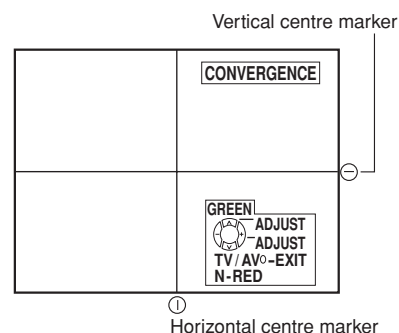 Vertical centre marker
CONVERGENCE
GREEN
ADJUST
ADJUST
TV/AV-EXIT
N-RED
Horizontal centre marker